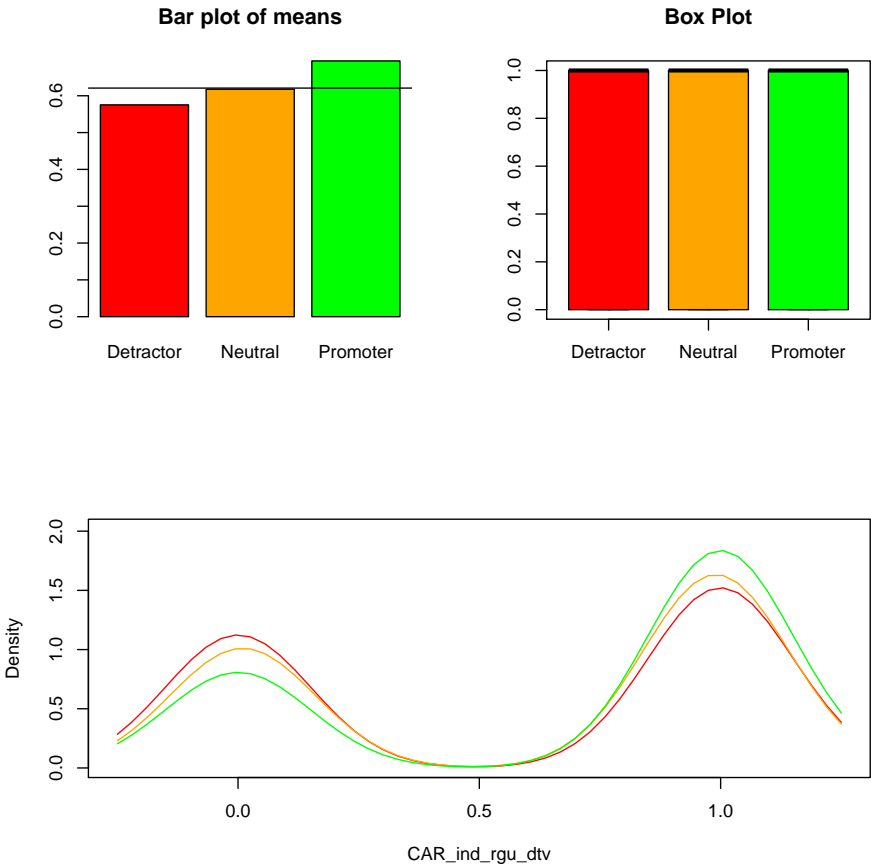 Bar plot of means
0.0 0.2 0.4 0.6
Detractor Neutral Promoter
Box Plot
0.0 0.2 0.4 0.6 0.8 1.0
Detractor Neutral Promoter
Density
0.0 0.5 1.0 1.5 2.0
0.0 0.5 1.0
CAR_ind_rgu_dtv